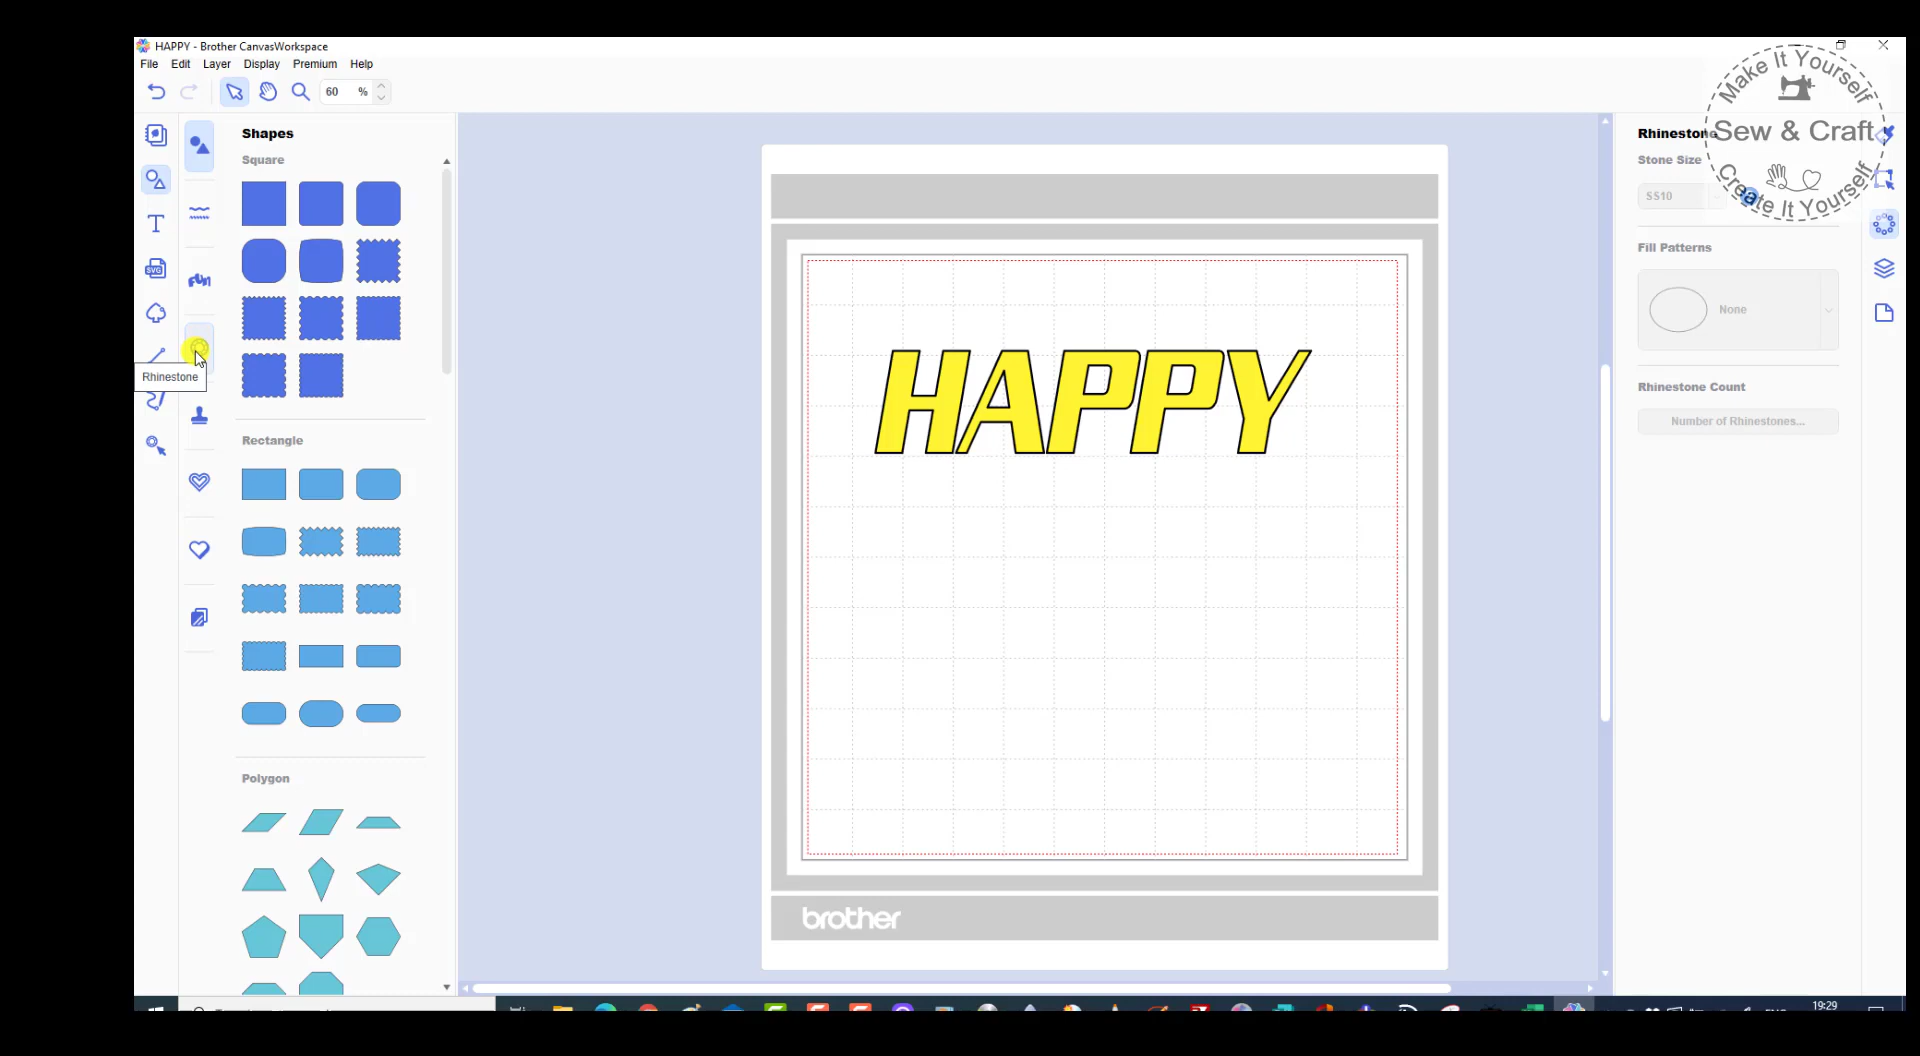 HAPPY - Brother CanvasWorkspace
File Edit Layer Display Premium Help
60 %
Shapes
Square
SVG
fun
Rhinestone
Rectangle
Polygon
HAPPY
brother
Rhinestone
Stone Size
SS10
Fill Patterns
None
Rhinestone Count
Number of Rhinestones...
Make It Yourself
Sew & Craft
Create It Yourself
19:29